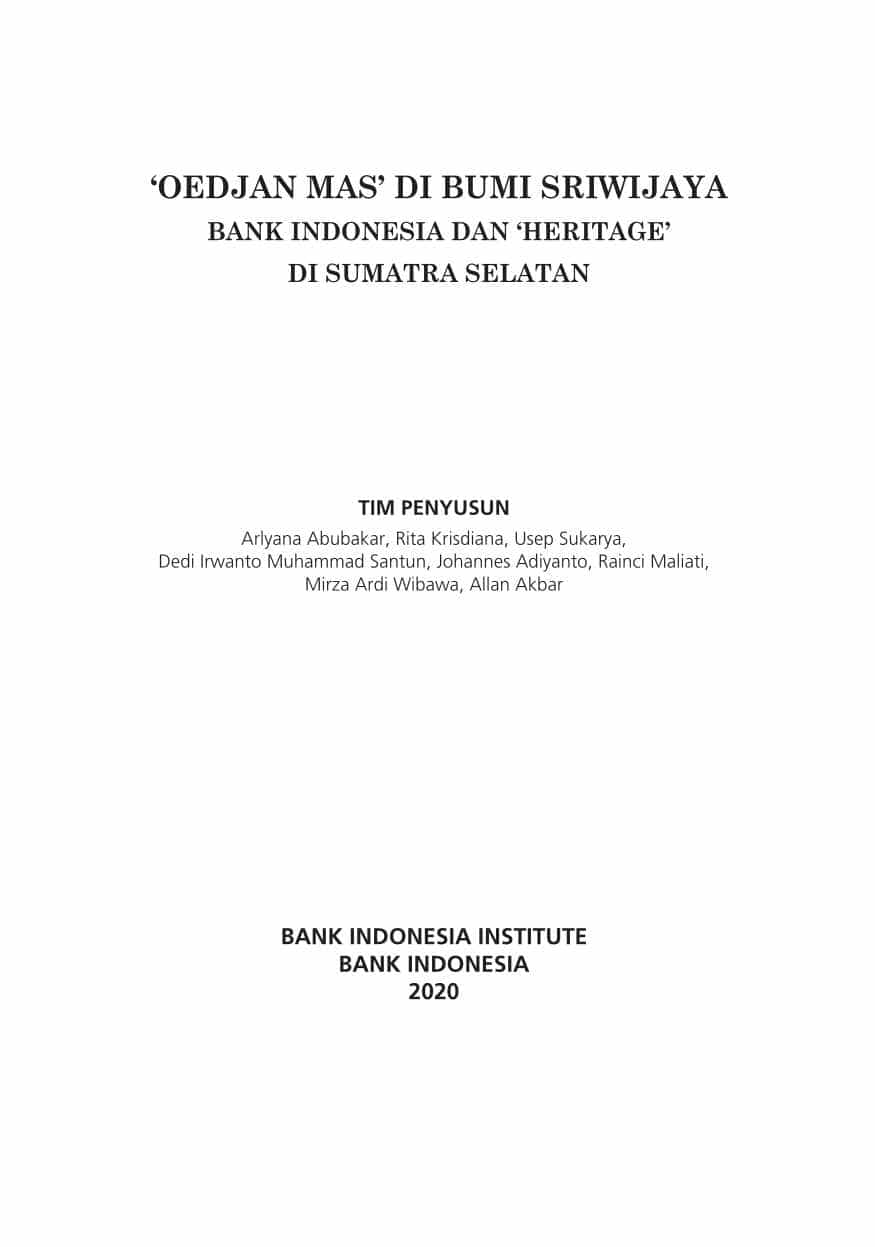 ‘OEDJAN MAS’ DI BUMI SRIWIJAYA
BANK INDONESIA DAN ‘HERITAGE’
DI SUMATRA SELATAN
TIM PENYUSUN
Arlyana Abubakar, Rita Krisdiana, Usep Sukarya,
Dedi Irwanto Muhammad Santun, Johannes Adiyanto, Rainci Maliati,
Mirza Ardi Wibawa, Allan Akbar
BANK INDONESIA INSTITUTE
BANK INDONESIA
2020